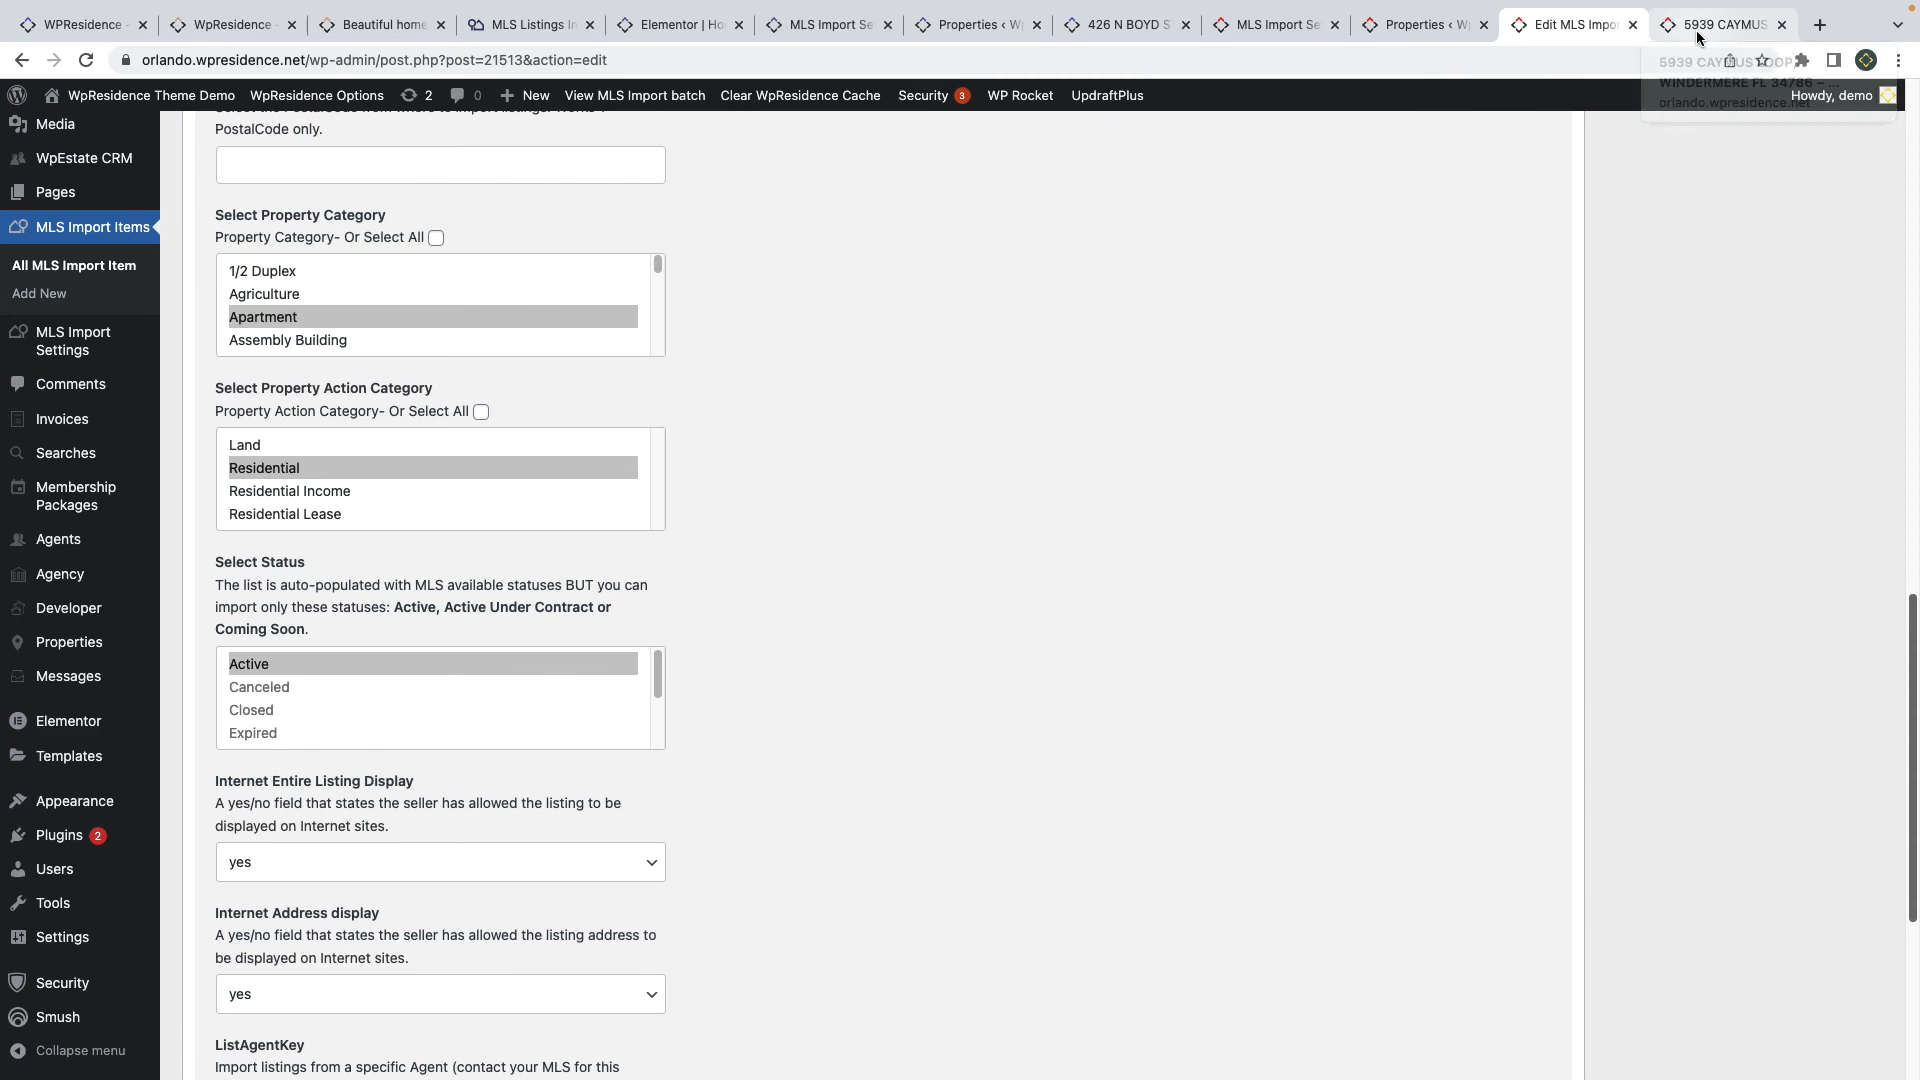 WPResidence -
WpResidence -
Beautiful home
MLS Listings In
Elementor | Ho
MLS Import Se
Properties ‹ W
426 N BOYD S
MLS Import Se
Properties ‹ W
Edit MLS Impo
5939 CAYMUS
orlando.wpresidence.net/wp-admin/post.php?post=21513&action=edit
5939 CAYMUS LOOP,
WINDERMERE FL 34786 – ...
orlando.wpresidence.net
WpResidence Theme Demo
WpResidence Options
2
0
New
View MLS Import batch
Clear WpResidence Cache
Security 3
WP Rocket
UpdraftPlus
Howdy, demo
Media
WpEstate CRM
Pages
MLS Import Items
All MLS Import Item
Add New
MLS Import
Settings
Comments
Invoices
Searches
Membership
Packages
Agents
Agency
Developer
Properties
Messages
Elementor
Templates
Appearance
Plugins 2
Users
Tools
Settings
Security
Smush
Collapse menu
PostalCode only.
Select Property Category
Property Category- Or Select All
1/2 Duplex
Agriculture
Apartment
Assembly Building
Select Property Action Category
Property Action Category- Or Select All
Land
Residential
Residential Income
Residential Lease
Select Status
The list is auto-populated with MLS available statuses BUT you can
import only these statuses: Active, Active Under Contract or
Coming Soon.
Active
Canceled
Closed
Expired
Internet Entire Listing Display
A yes/no field that states the seller has allowed the listing to be
displayed on Internet sites.
yes
Internet Address display
A yes/no field that states the seller has allowed the listing address to
be displayed on Internet sites.
yes
ListAgentKey
Import listings from a specific Agent (contact your MLS for this